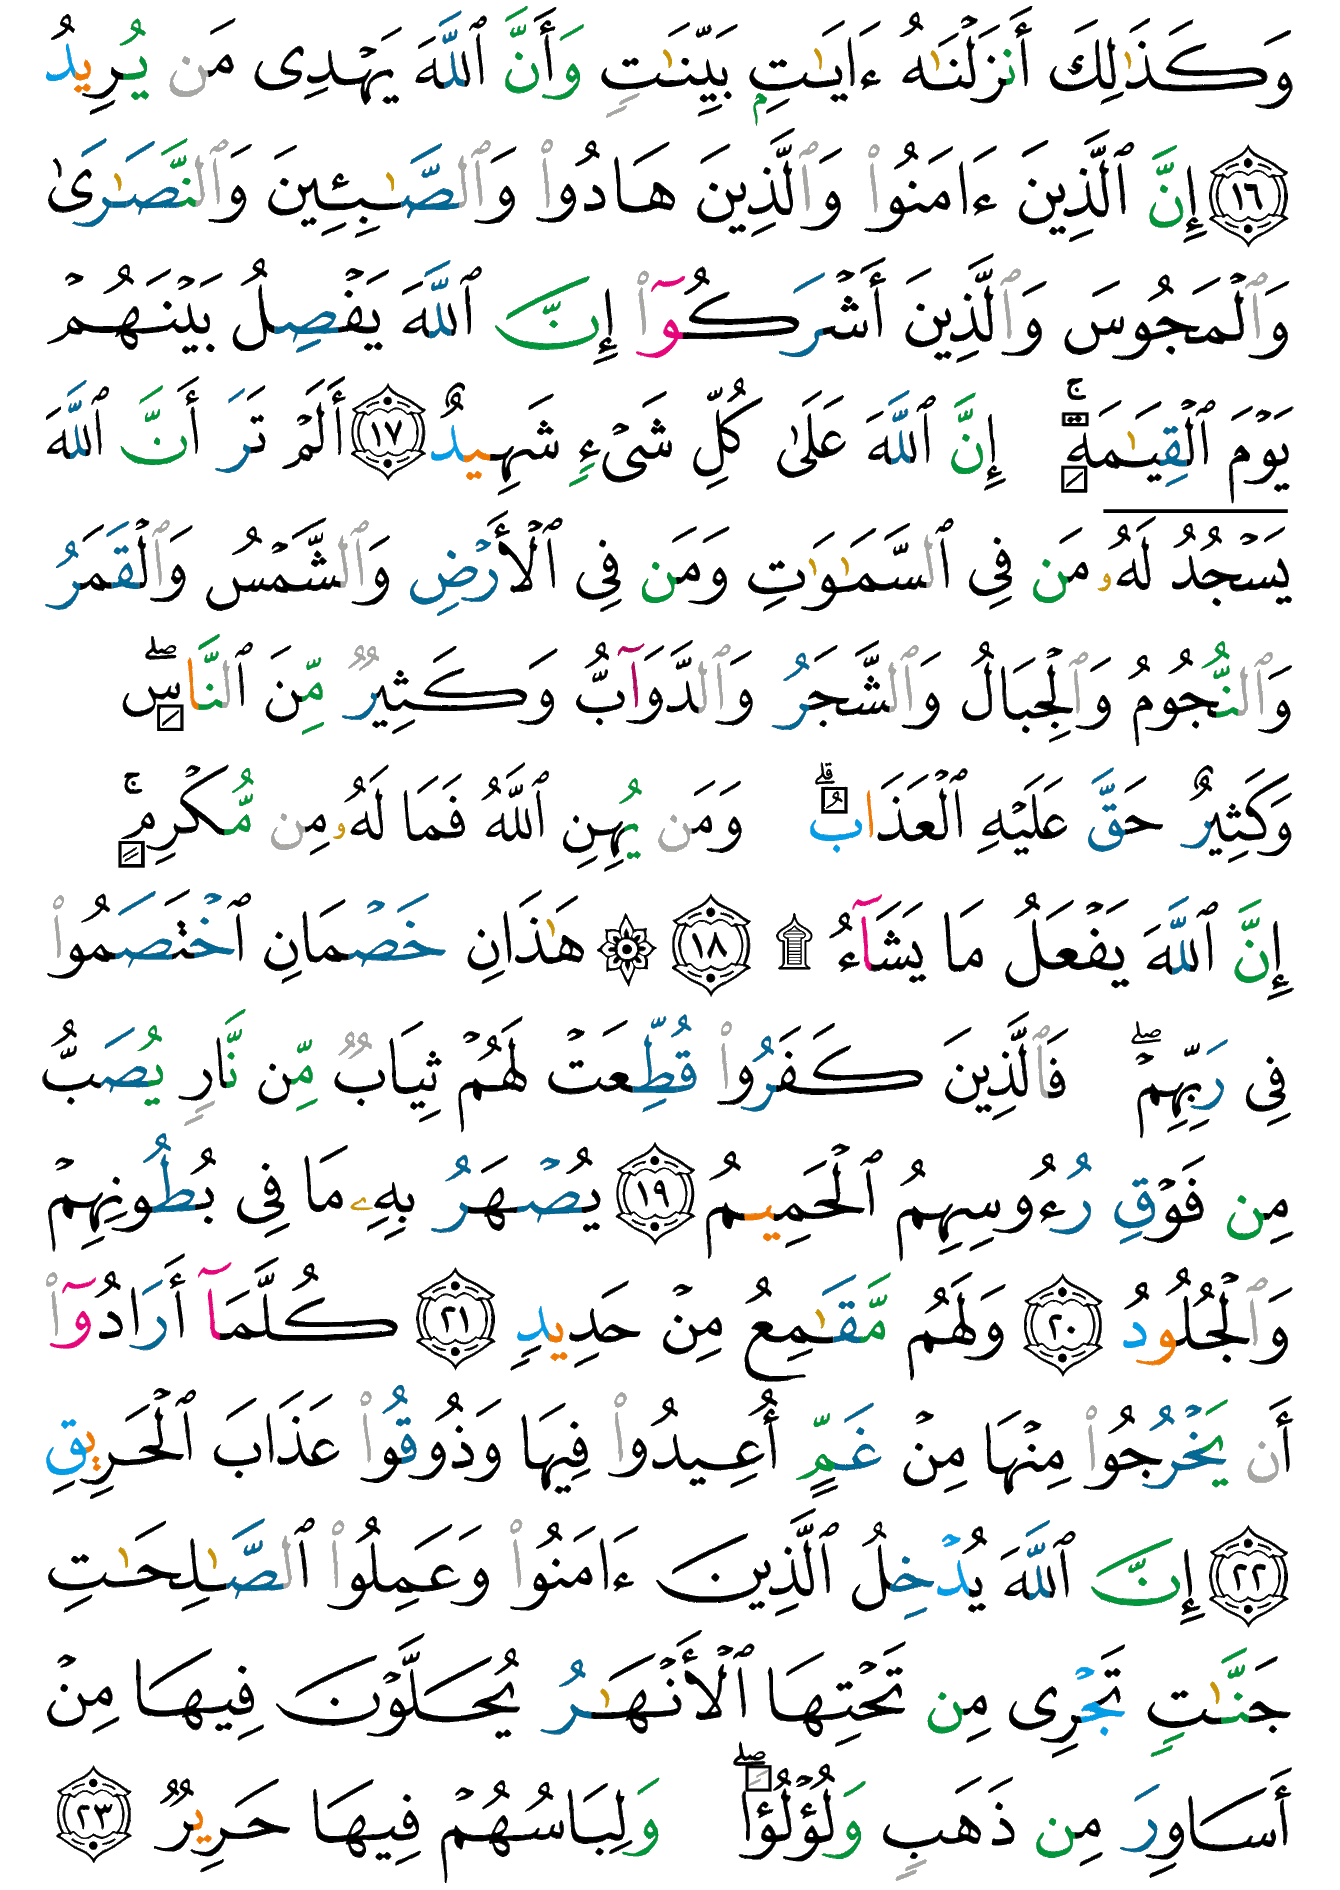 وَكَذَٰلِكَ أَنزَلْنَٰهُ ءَايَٰتِۭ بَيِّنَٰتٍ وَأَنَّ ٱللَّهَ يَهْدِى مَن يُرِيدُ
١٦ إِنَّ ٱلَّذِينَ ءَامَنُوا۟ وَٱلَّذِينَ هَادُوا۟ وَٱلصَّٰبِـِٔينَ وَٱلنَّصَٰرَىٰ
وَٱلْمَجُوسَ وَٱلَّذِينَ أَشْرَكُوٓا۟ إِنَّ ٱللَّهَ يَفْصِلُ بَيْنَهُمْ
يَوْمَ ٱلْقِيَٰمَةِۚ إِنَّ ٱللَّهَ عَلَىٰ كُلِّ شَىْءٍ شَهِيدٌ ١٧ أَلَمْ تَرَ أَنَّ ٱللَّهَ
يَسْجُدُ لَهُۥ مَن فِى ٱلسَّمَٰوَٰتِ وَمَن فِى ٱلْأَرْضِ وَٱلشَّمْسُ وَٱلْقَمَرُ
وَٱلنُّجُومُ وَٱلْجِبَالُ وَٱلشَّجَرُ وَٱلدَّوَآبُّ وَكَثِيرٌ مِّنَ ٱلنَّاسِۖ
وَكَثِيرٌ حَقَّ عَلَيْهِ ٱلْعَذَابُۗ وَمَن يُهِنِ ٱللَّهُ فَمَا لَهُۥ مِن مُّكْرِمٍۚ
إِنَّ ٱللَّهَ يَفْعَلُ مَا يَشَآءُ ۩ ١٨ ۞ هَٰذَانِ خَصْمَانِ ٱخْتَصَمُوا۟
فِى رَبِّهِمْۖ فَٱلَّذِينَ كَفَرُوا۟ قُطِّعَتْ لَهُمْ ثِيَابٌ مِّن نَّارٍ يُصَبُّ
مِن فَوْقِ رُءُوسِهِمُ ٱلْحَمِيمُ ١٩ يُصْهَرُ بِهِۦ مَا فِى بُطُونِهِمْ
وَٱلْجُلُودُ ٢٠ وَلَهُم مَّقَٰمِعُ مِنْ حَدِيدٍ ٢١ كُلَّمَآ أَرَادُوٓا۟
أَن يَخْرُجُوا۟ مِنْهَا مِنْ غَمٍّ أُعِيدُوا۟ فِيهَا وَذُوقُوا۟ عَذَابَ ٱلْحَرِيقِ
٢٢ إِنَّ ٱللَّهَ يُدْخِلُ ٱلَّذِينَ ءَامَنُوا۟ وَعَمِلُوا۟ ٱلصَّٰلِحَٰتِ
جَنَّٰتٍ تَجْرِى مِن تَحْتِهَا ٱلْأَنْهَٰرُ يُحَلَّوْنَ فِيهَا مِنْ
أَسَاوِرَ مِن ذَهَبٍ وَلُؤْلُؤًاۖ وَلِبَاسُهُمْ فِيهَا حَرِيرٌ ٢٣